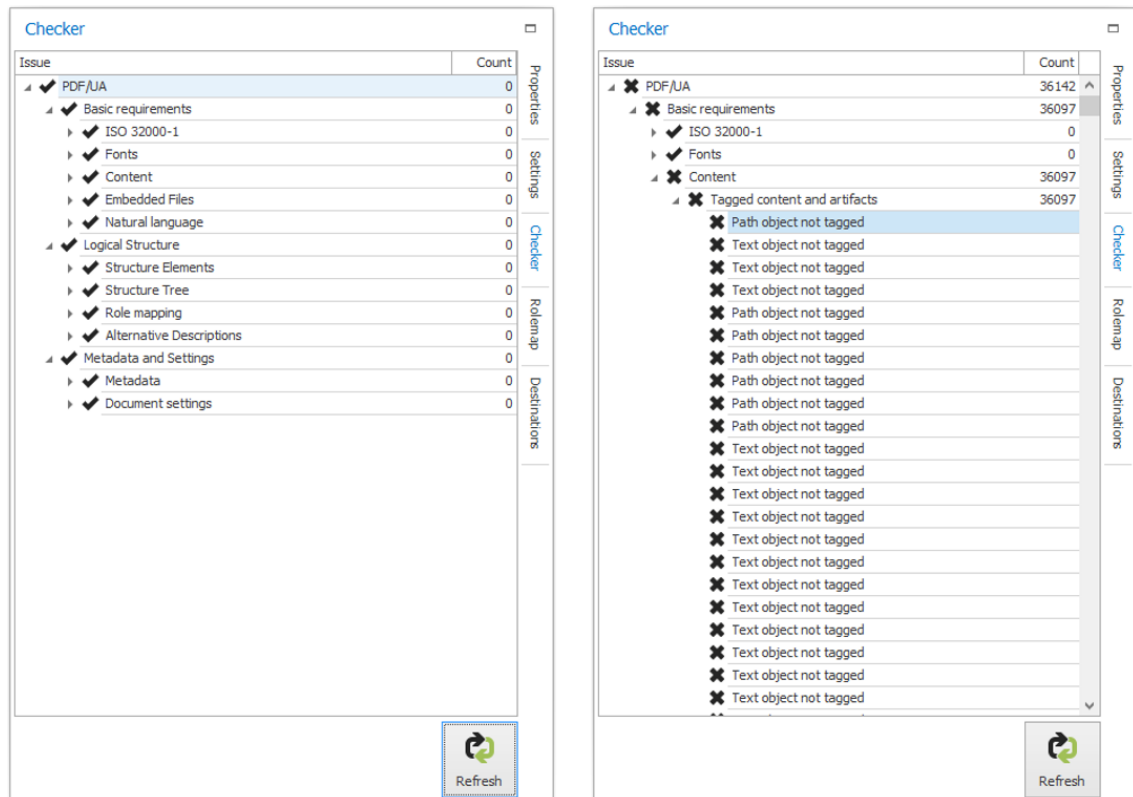 Checker
Issue Count
PDF/UA 0
Basic requirements 0
ISO 32000-1 0
Fonts 0
Content 0
Embedded Files 0
Natural language 0
Logical Structure 0
Structure Elements 0
Structure Tree 0
Role mapping 0
Alternative Descriptions 0
Metadata and Settings 0
Metadata 0
Document settings 0
Refresh
Properties
Settings
Checker
Rolemap
Destinations
Checker
Issue Count
PDF/UA 36142
Basic requirements 36097
ISO 32000-1 0
Fonts 0
Content 36097
Tagged content and artifacts 36097
Path object not tagged
Text object not tagged
Text object not tagged
Text object not tagged
Path object not tagged
Path object not tagged
Path object not tagged
Path object not tagged
Path object not tagged
Path object not tagged
Text object not tagged
Text object not tagged
Text object not tagged
Text object not tagged
Text object not tagged
Text object not tagged
Text object not tagged
Text object not tagged
Text object not tagged
Text object not tagged
Text object not tagged
Text object not tagged
Refresh
Properties
Settings
Checker
Rolemap
Destinations